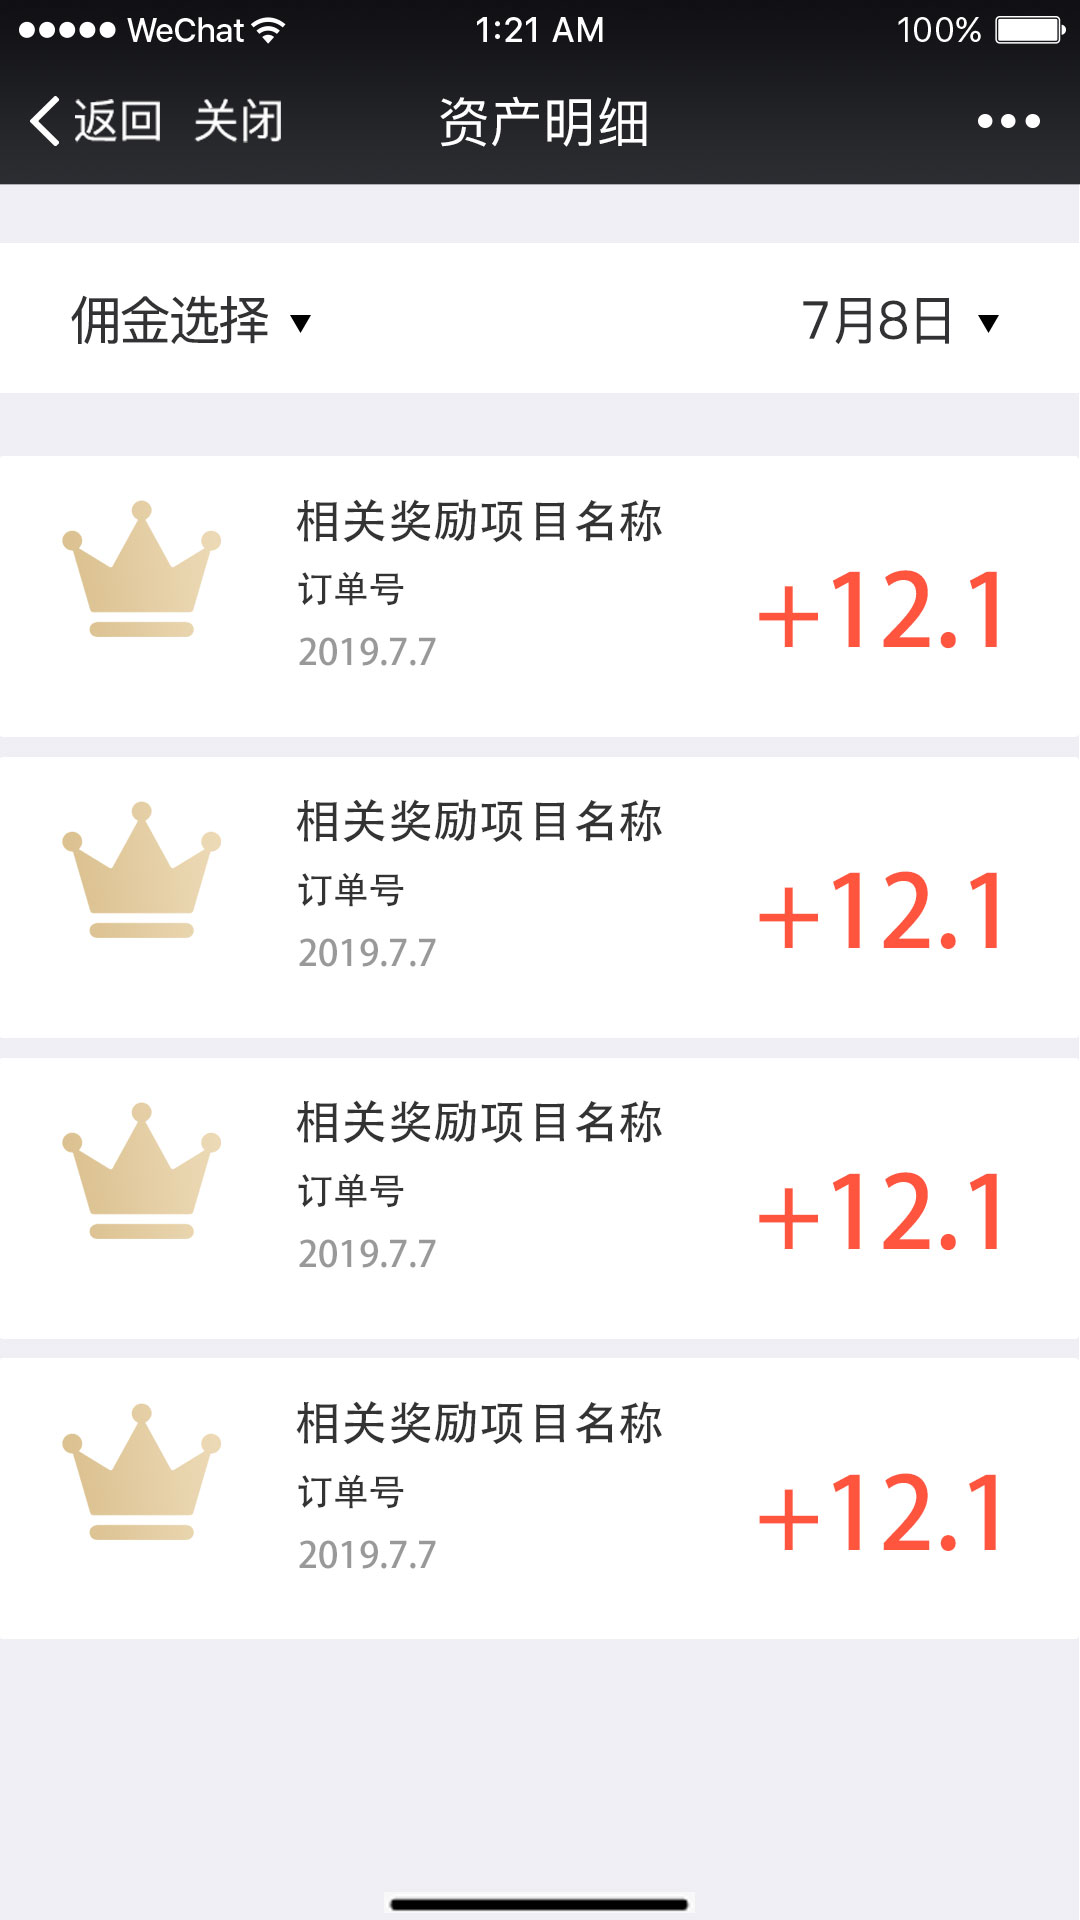 WeChat 1:21 AM 100%
返回 关闭 资产明细
佣金选择 7月8日
相关奖励项目名称
订单号
2019.7.7
+12.1
相关奖励项目名称
订单号
2019.7.7
+12.1
相关奖励项目名称
订单号
2019.7.7
+12.1
相关奖励项目名称
订单号
2019.7.7
+12.1